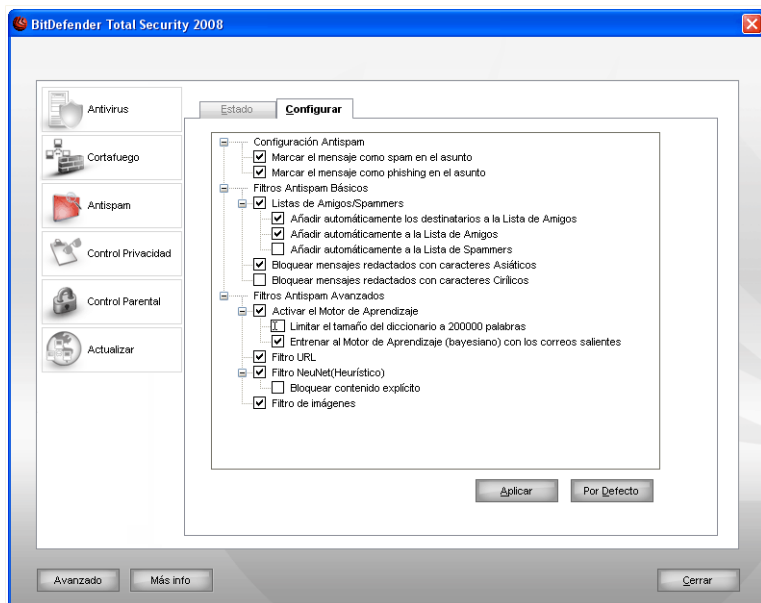 BitDefender Total Security 2008
Antivirus
Cortafuego
Antispam
Control Privacidad
Control Parental
Actualizar
Estado
Configurar
Configuración Antispam
Marcar el mensaje como spam en el asunto
Marcar el mensaje como phishing en el asunto
Filtros Antispam Básicos
Listas de Amigos/Spammers
Añadir automáticamente los destinatarios a la Lista de Amigos
Añadir automáticamente a la Lista de Amigos
Añadir automáticamente a la Lista de Spammers
Bloquear mensajes redactados con caracteres Asiáticos
Bloquear mensajes redactados con caracteres Cirílicos
Filtros Antispam Avanzados
Activar el Motor de Aprendizaje
Limitar el tamaño del diccionario a 200000 palabras
Entrenar al Motor de Aprendizaje (bayesiano) con los correos salientes
Filtro URL
Filtro NeuNet(Heurístico)
Bloquear contenido explícito
Filtro de imágenes
Aplicar
Por Defecto
Avanzado
Más info
Cerrar